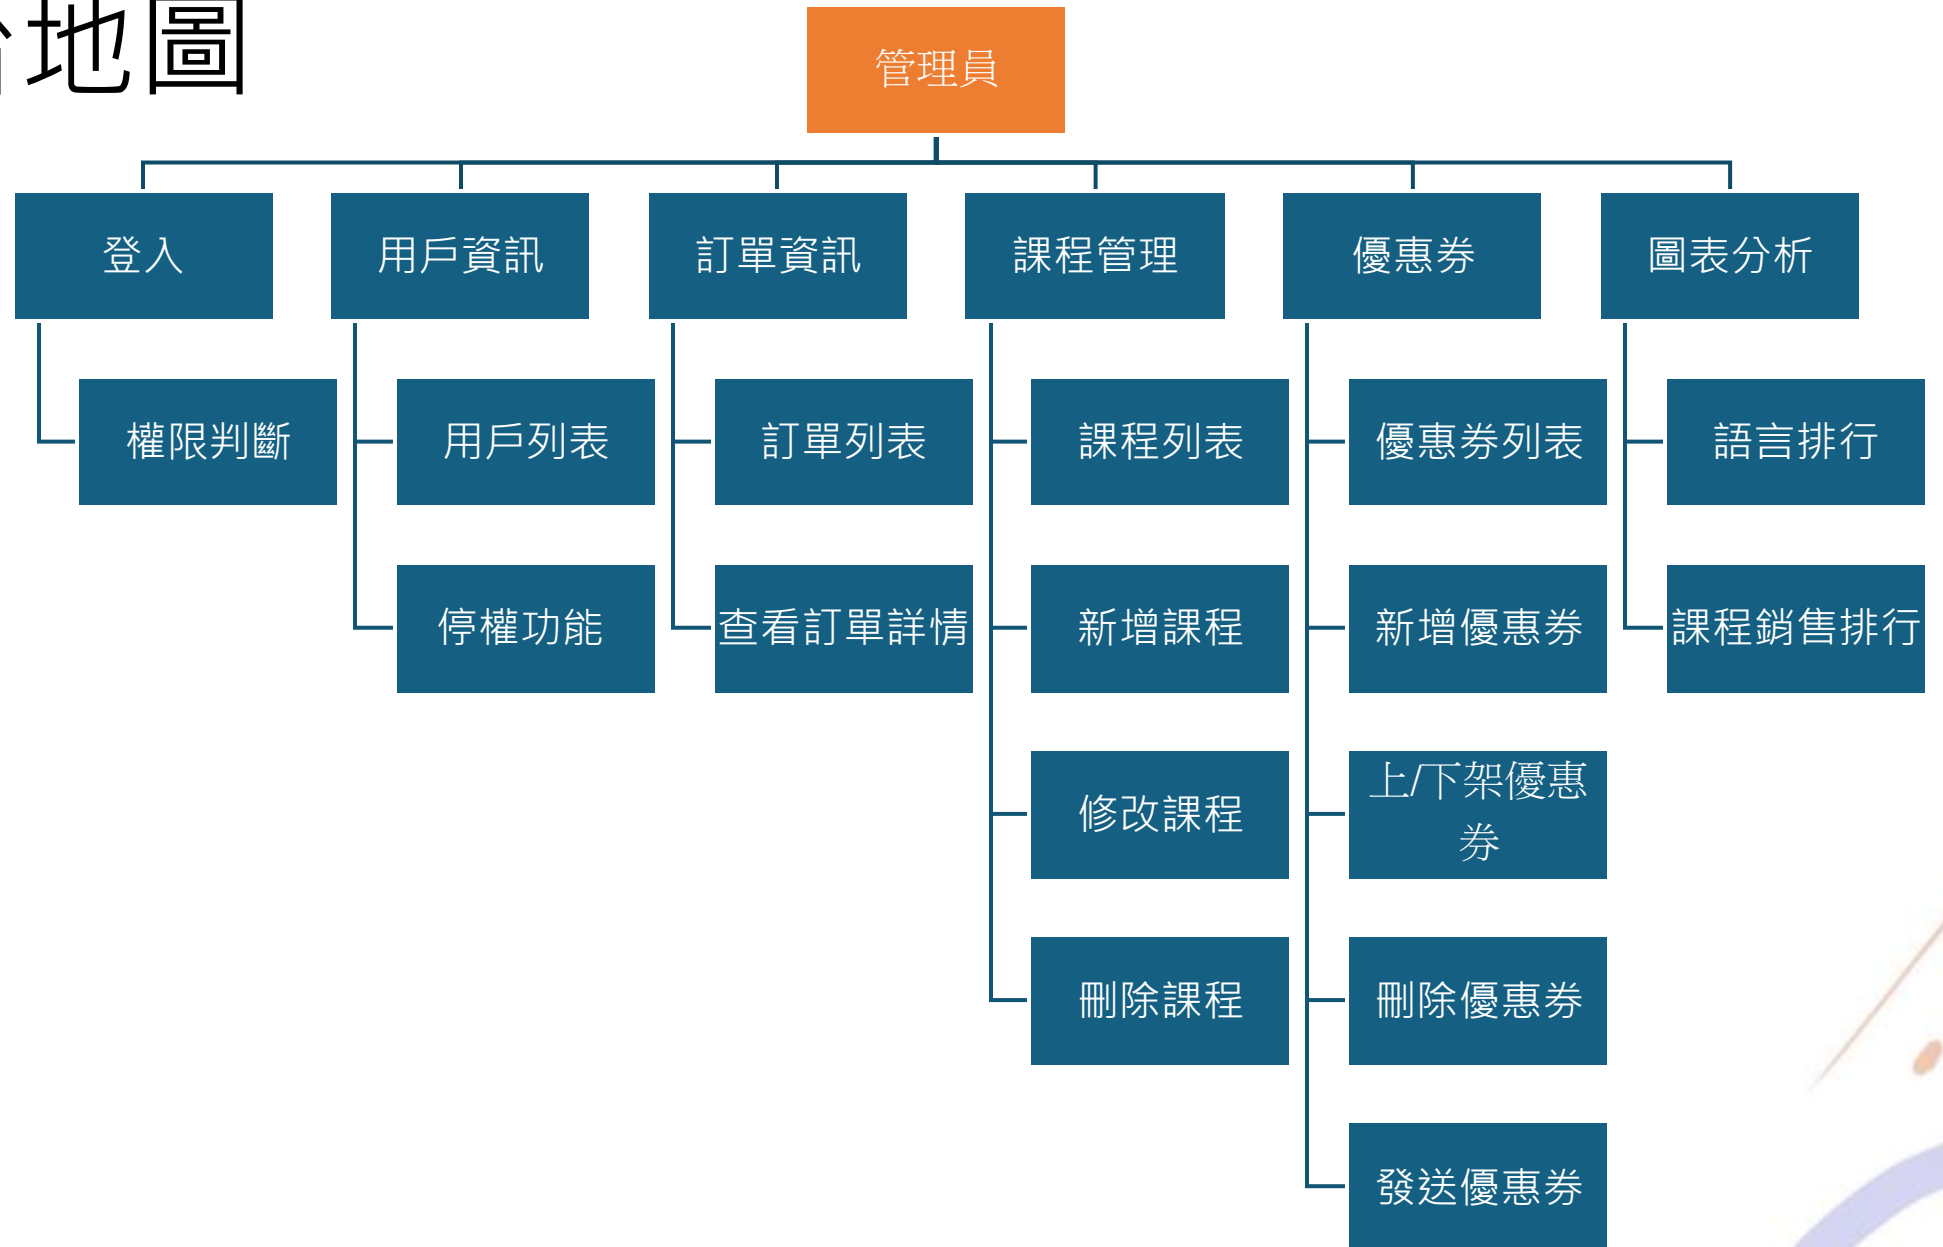 地圖
管理員
登入
用戶資訊
訂單資訊
課程管理
優惠券
圖表分析
權限判斷
用戶列表
訂單列表
課程列表
優惠券列表
語言排行
停權功能
查看訂單詳情
新增課程
新增優惠券
課程銷售排行
修改課程
上/下架優惠
券
刪除課程
刪除優惠券
發送優惠券